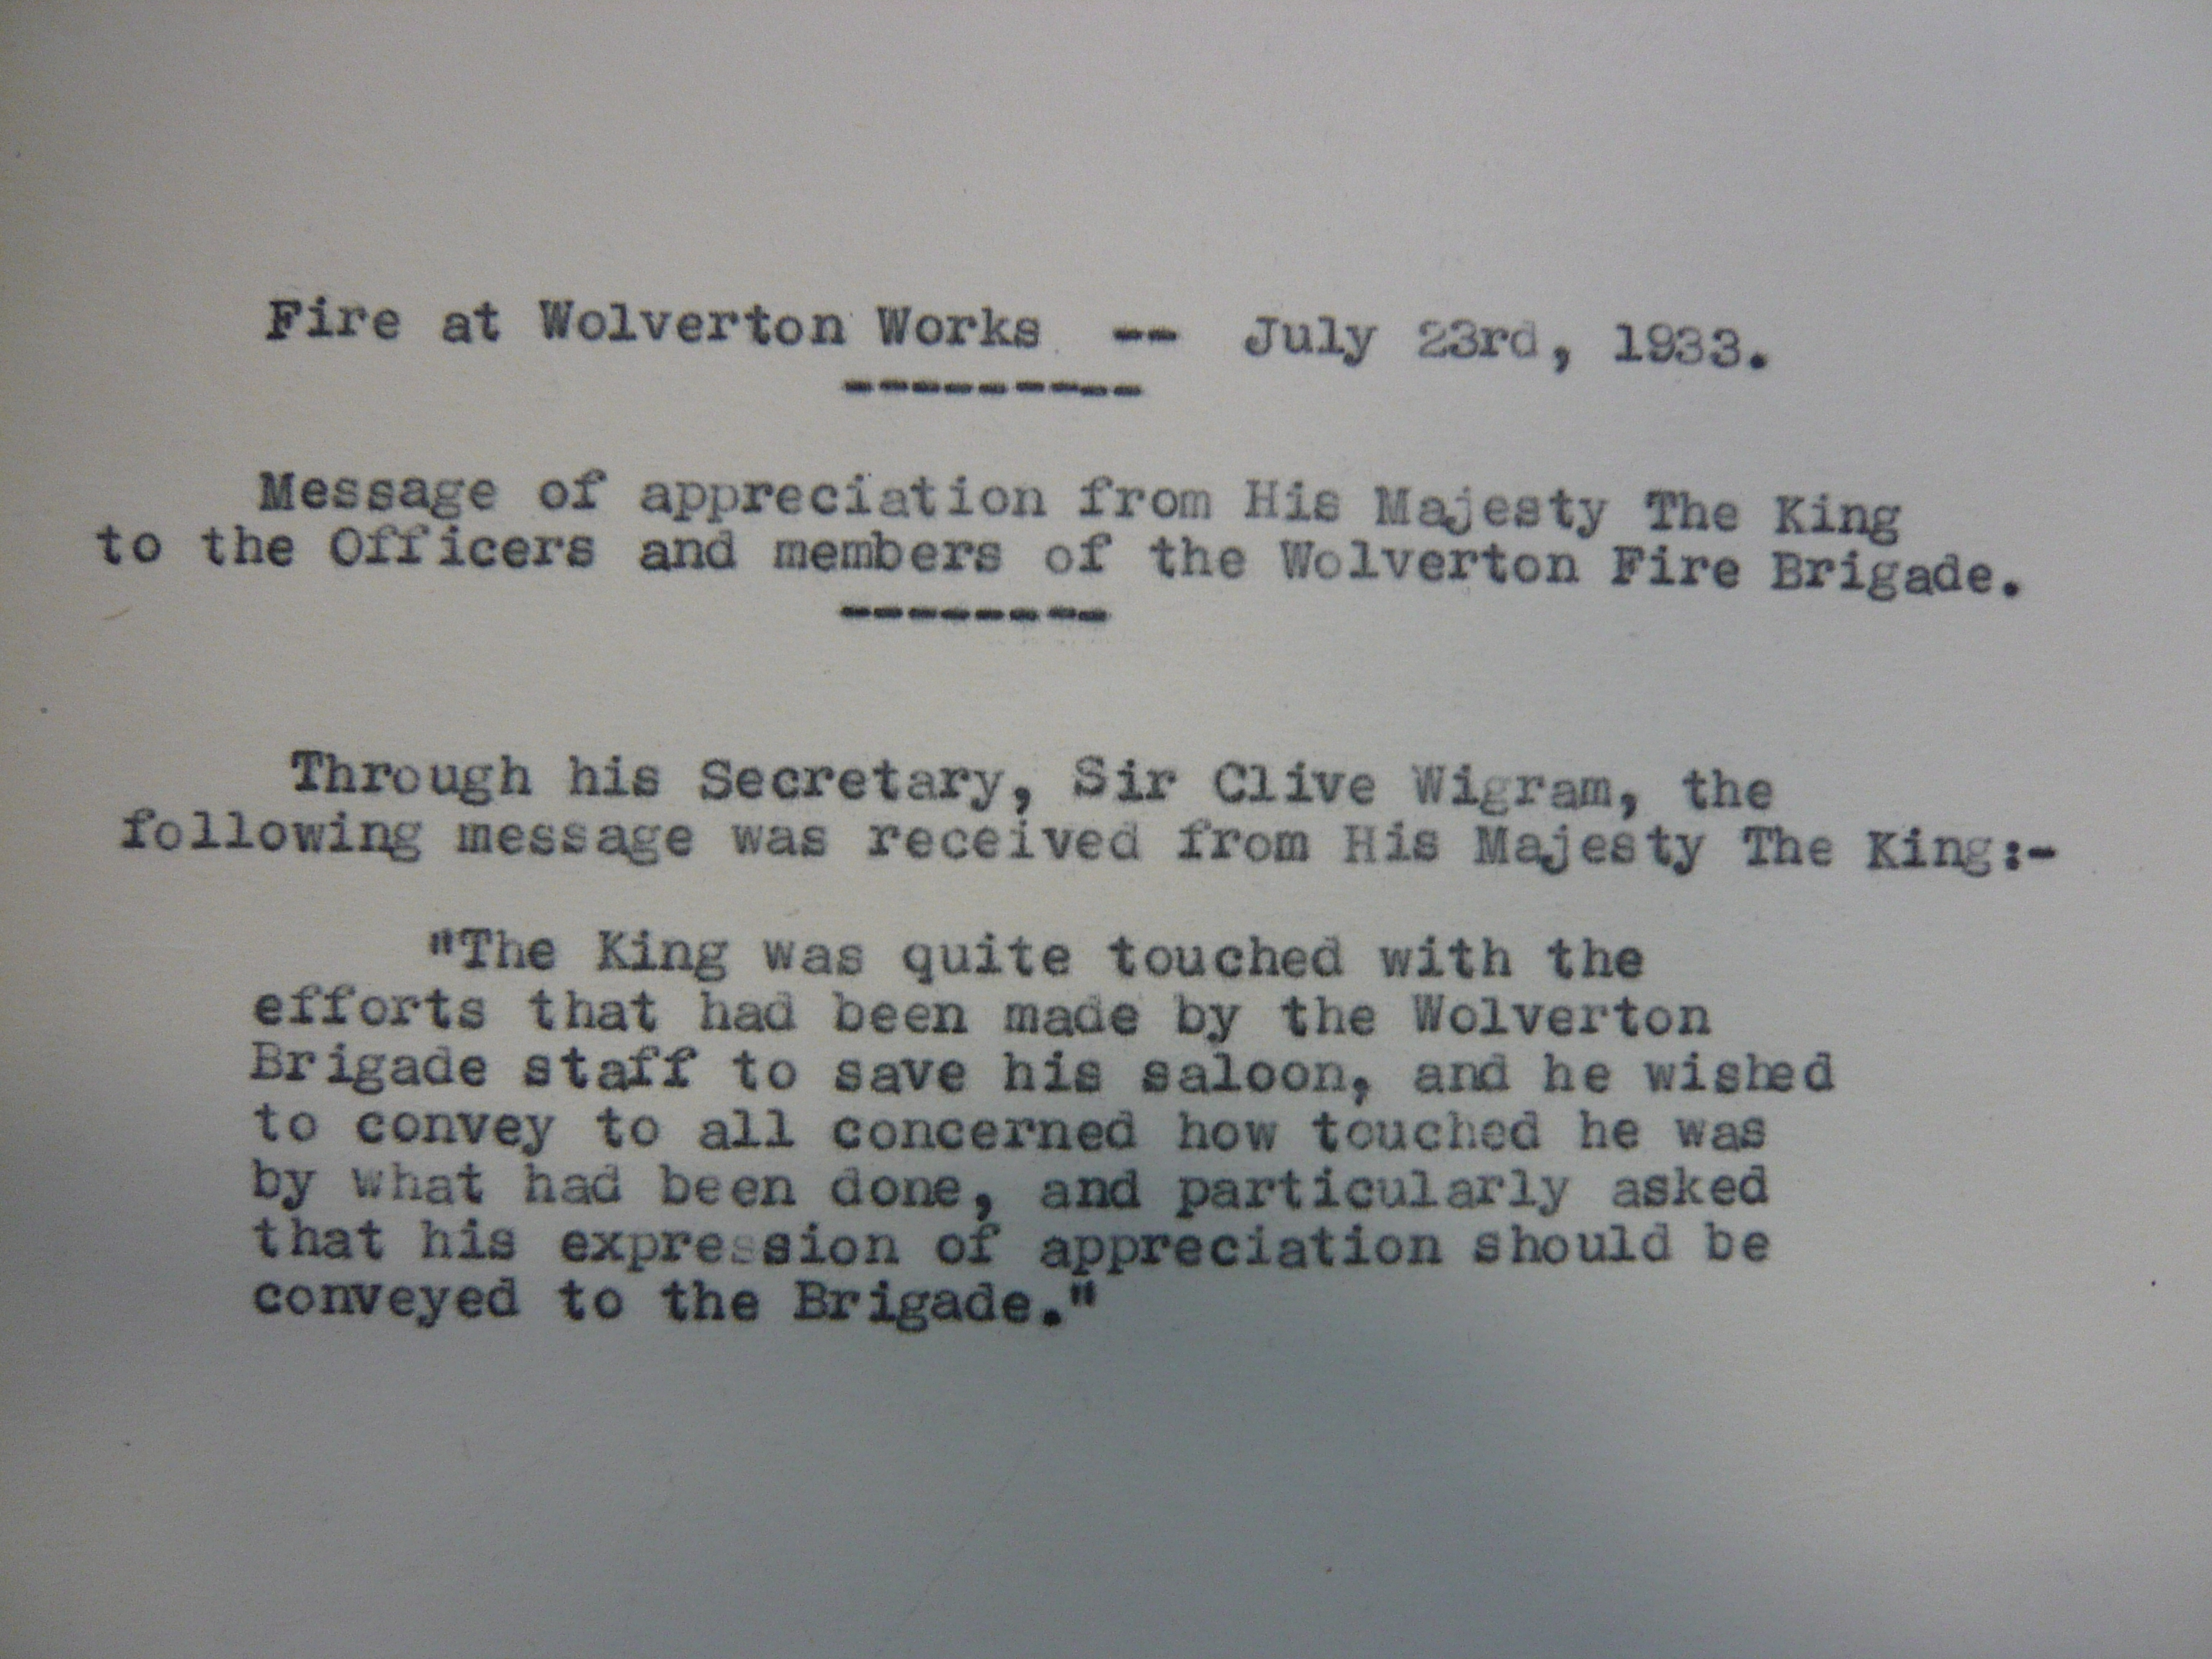 Fire at Wolverton Works -- July 23rd, 1933.
---------
Message of appreciation from His Majesty The King
to the Officers and members of the Wolverton Fire Brigade.
--------
Through his Secretary, Sir Clive Wigram, the
following message was received from His Majesty The King:-
"The King was quite touched with the
efforts that had been made by the Wolverton
Brigade staff to save his saloon, and he wished
to convey to all concerned how touched he was
by what had been done, and particularly asked
that his expression of appreciation should be
conveyed to the Brigade."